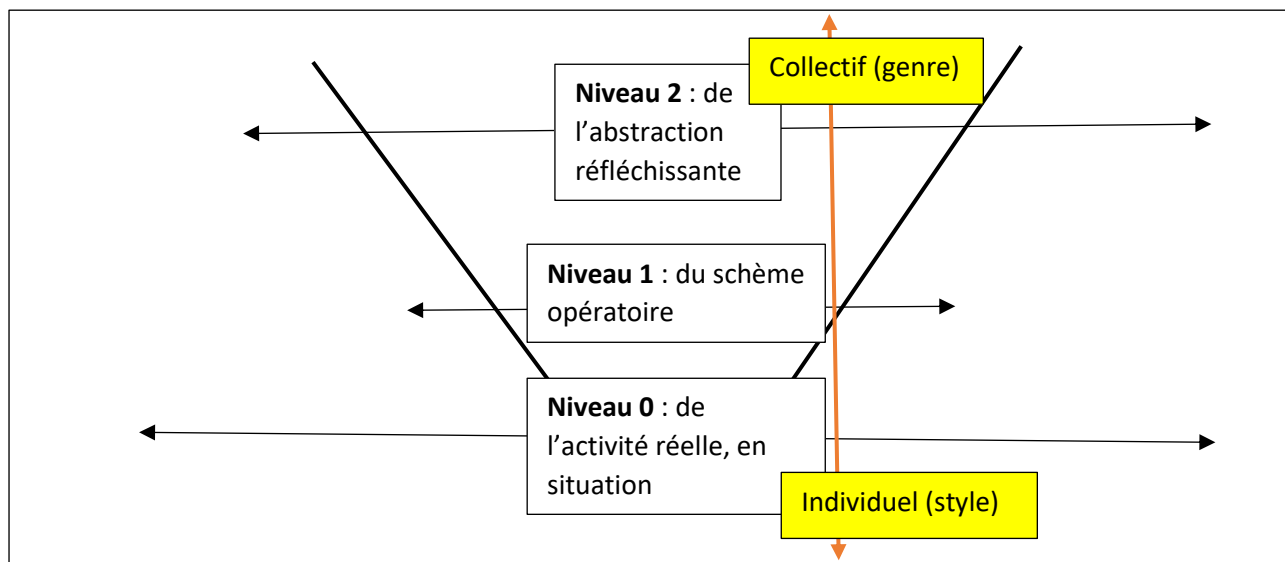 Collectif (genre)
Niveau 2 : de
l’abstraction
réfléchissante
Niveau 1 : du schème
opératoire
Niveau 0 : de
l’activité réelle, en
situation
Individuel (style)